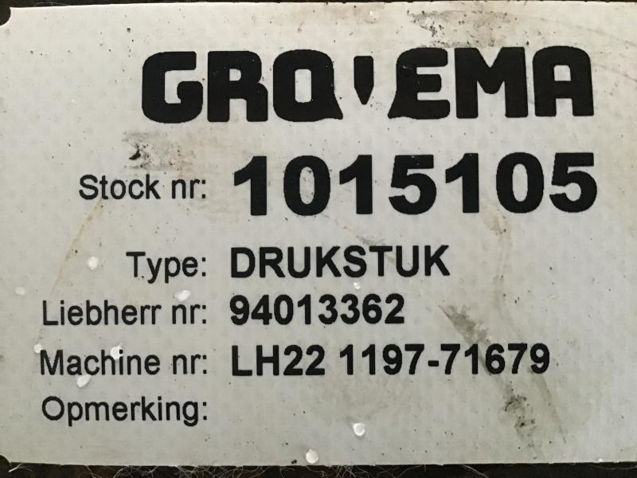 GROVEMA
Stock nr: 1015105
Type: DRUKSTUK
Liebherr nr: 94013362
Machine nr: LH22 1197-71679
Opmerking: